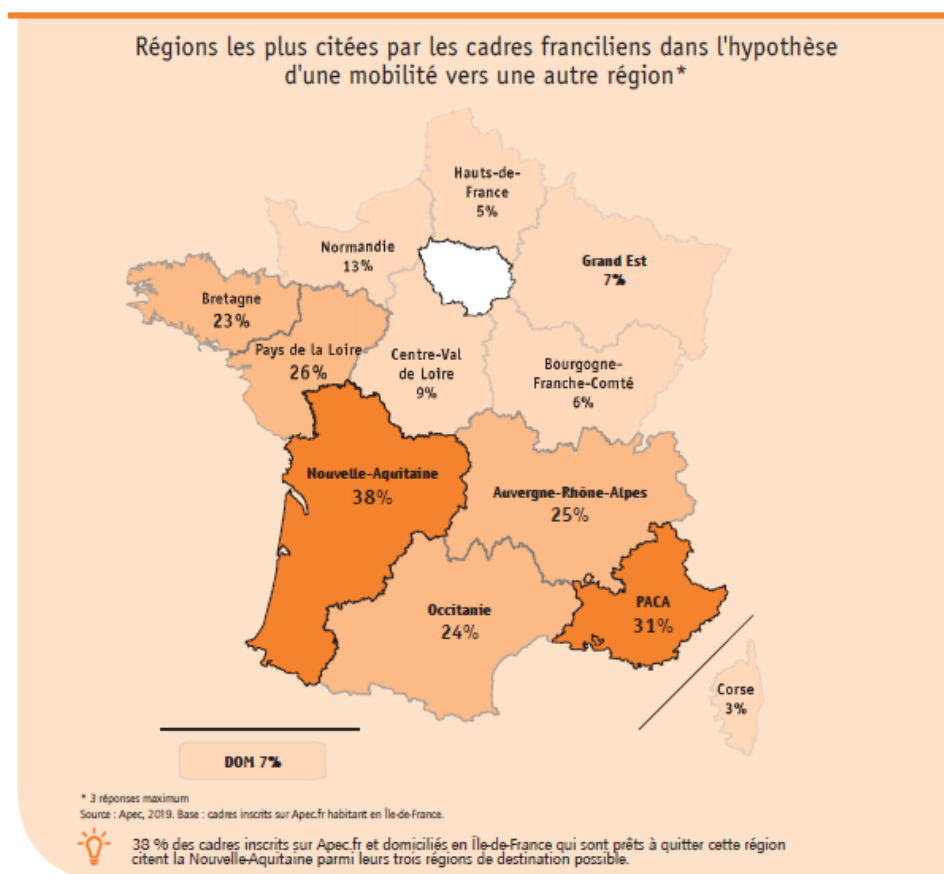 Régions les plus citées par les cadres franciliens dans l'hypothèse
d'une mobilité vers une autre région*
Hauts-de-
France
5%
Normandie
13%
Grand Est
7%
Bretagne
23%
Pays de la Loire
26%
Centre-Val
de Loire
9%
Bourgogne-
Franche-Comté
6%
Nouvelle-Aquitaine
38%
Auvergne-Rhône-Alpes
25%
Occitanie
24%
PACA
31%
Corse
3%
DOM 7%
* 3 réponses maximum
Source : Apec, 2019. Base : cadres inscrits sur Apec.fr habitant en Île-de-France.
38 % des cadres inscrits sur Apec.fr et domiciliés en Île-de-France qui sont prêts à quitter cette région
citent la Nouvelle-Aquitaine parmi leurs trois régions de destination possible.